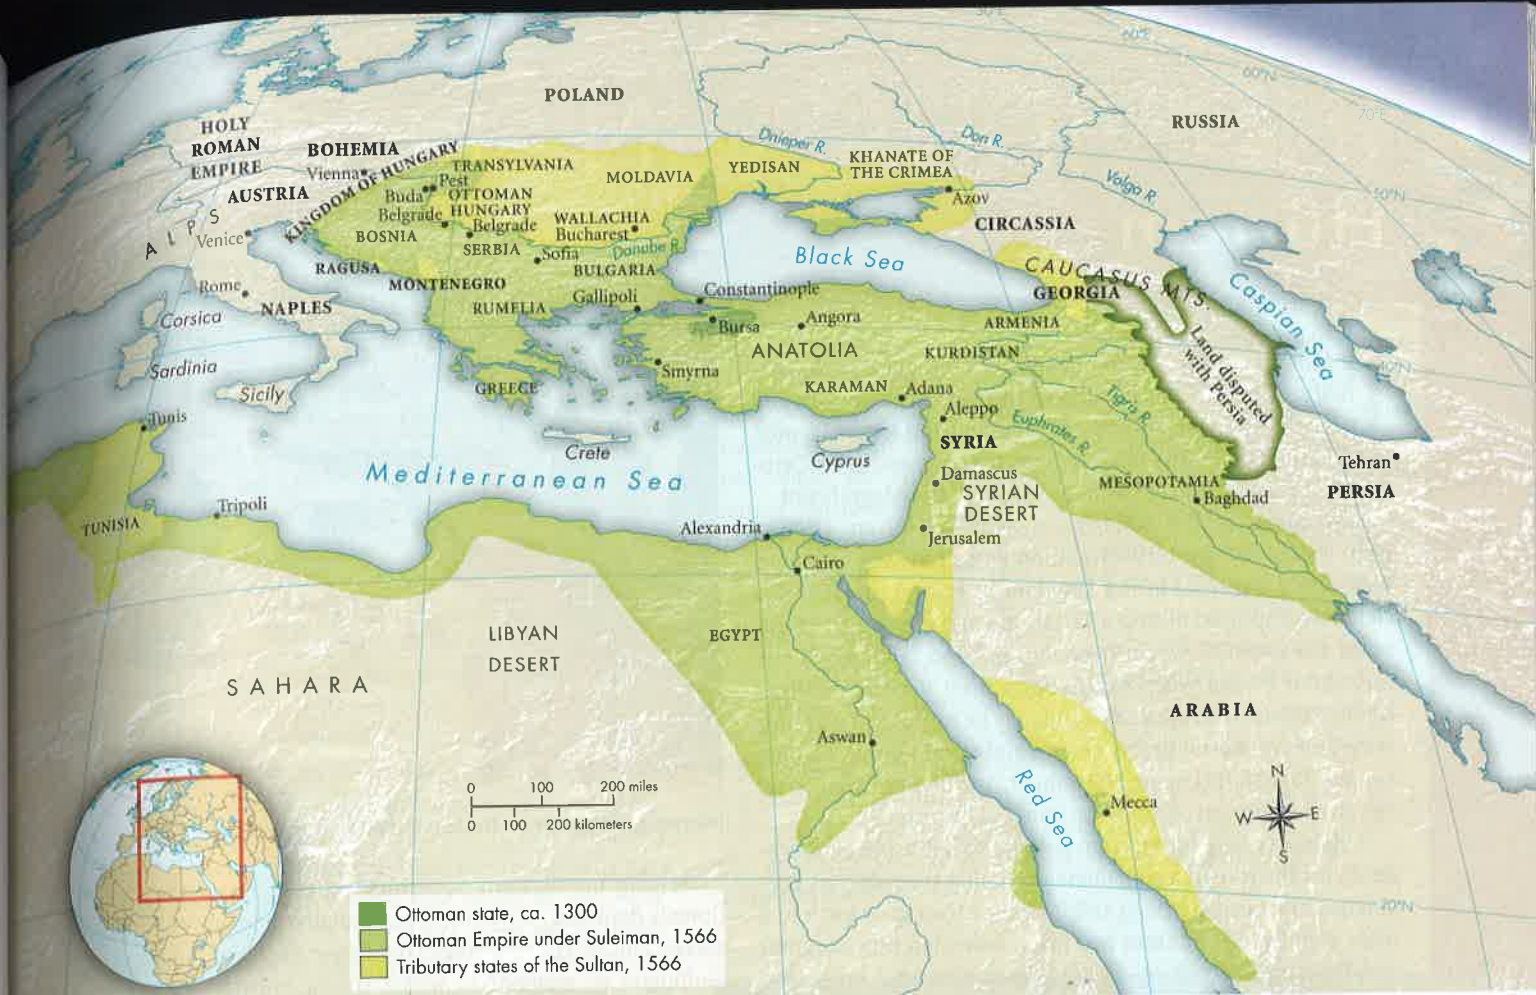 60°E
60°N
70°E
POLAND
RUSSIA
HOLY
ROMAN
EMPIRE
BOHEMIA
Vienna
AUSTRIA
KINGDOM OF HUNGARY
TRANSYLVANIA
MOLDAVIA
YEDISAN
Dnieper R.
Don R.
KHANATE OF
THE CRIMEA
Azov
Volga R.
50°N
CIRCASSIA
Buda
Pest
OTTOMAN
HUNGARY
Belgrade
Belgrade
WALLACHIA
Bucharest
Danube R.
ALPS
Venice
BOSNIA
SERBIA
Sofia
BULGARIA
Black Sea
CAUCASUS MTS.
GEORGIA
Caspian Sea
RAGUSA
MONTENEGRO
Rome
NAPLES
Corsica
RUMELIA
Gallipoli
Constantinople
Bursa
Angora
ARMENIA
Land disputed
with Persia
40°N
ANATOLIA
KURDISTAN
Sardinia
Smyrna
Sicily
GREECE
KARAMAN
Adana
Aleppo
Tigris R.
Euphrates R.
Tunis
SYRIA
Crete
Cyprus
Mediterranean Sea
Damascus
SYRIAN
DESERT
MESOPOTAMIA
Baghdad
Tehran
PERSIA
Tripoli
TUNISIA
Alexandria
Jerusalem
Cairo
LIBYAN
DESERT
EGYPT
SAHARA
ARABIA
Aswan
Red Sea
Mecca
0 100 200 miles
0 100 200 kilometers
N
W E
S
20°N
Ottoman state, ca. 1300
Ottoman Empire under Suleiman, 1566
Tributary states of the Sultan, 1566